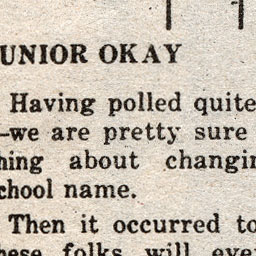 UNIOR OKAY
Having polled quite
—we are pretty sure
hing about changin
chool name.
Then it occurred to
hese folks will eve